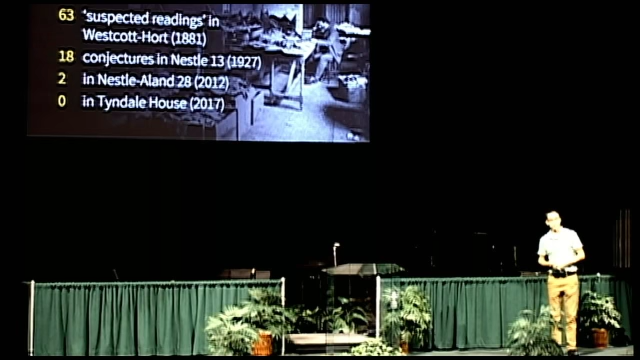 63 'suspected readings' in
Westcott-Hort (1881)
18 conjectures in Nestle 13 (1927)
2 in Nestle-Aland 28 (2012)
0 in Tyndale House (2017)